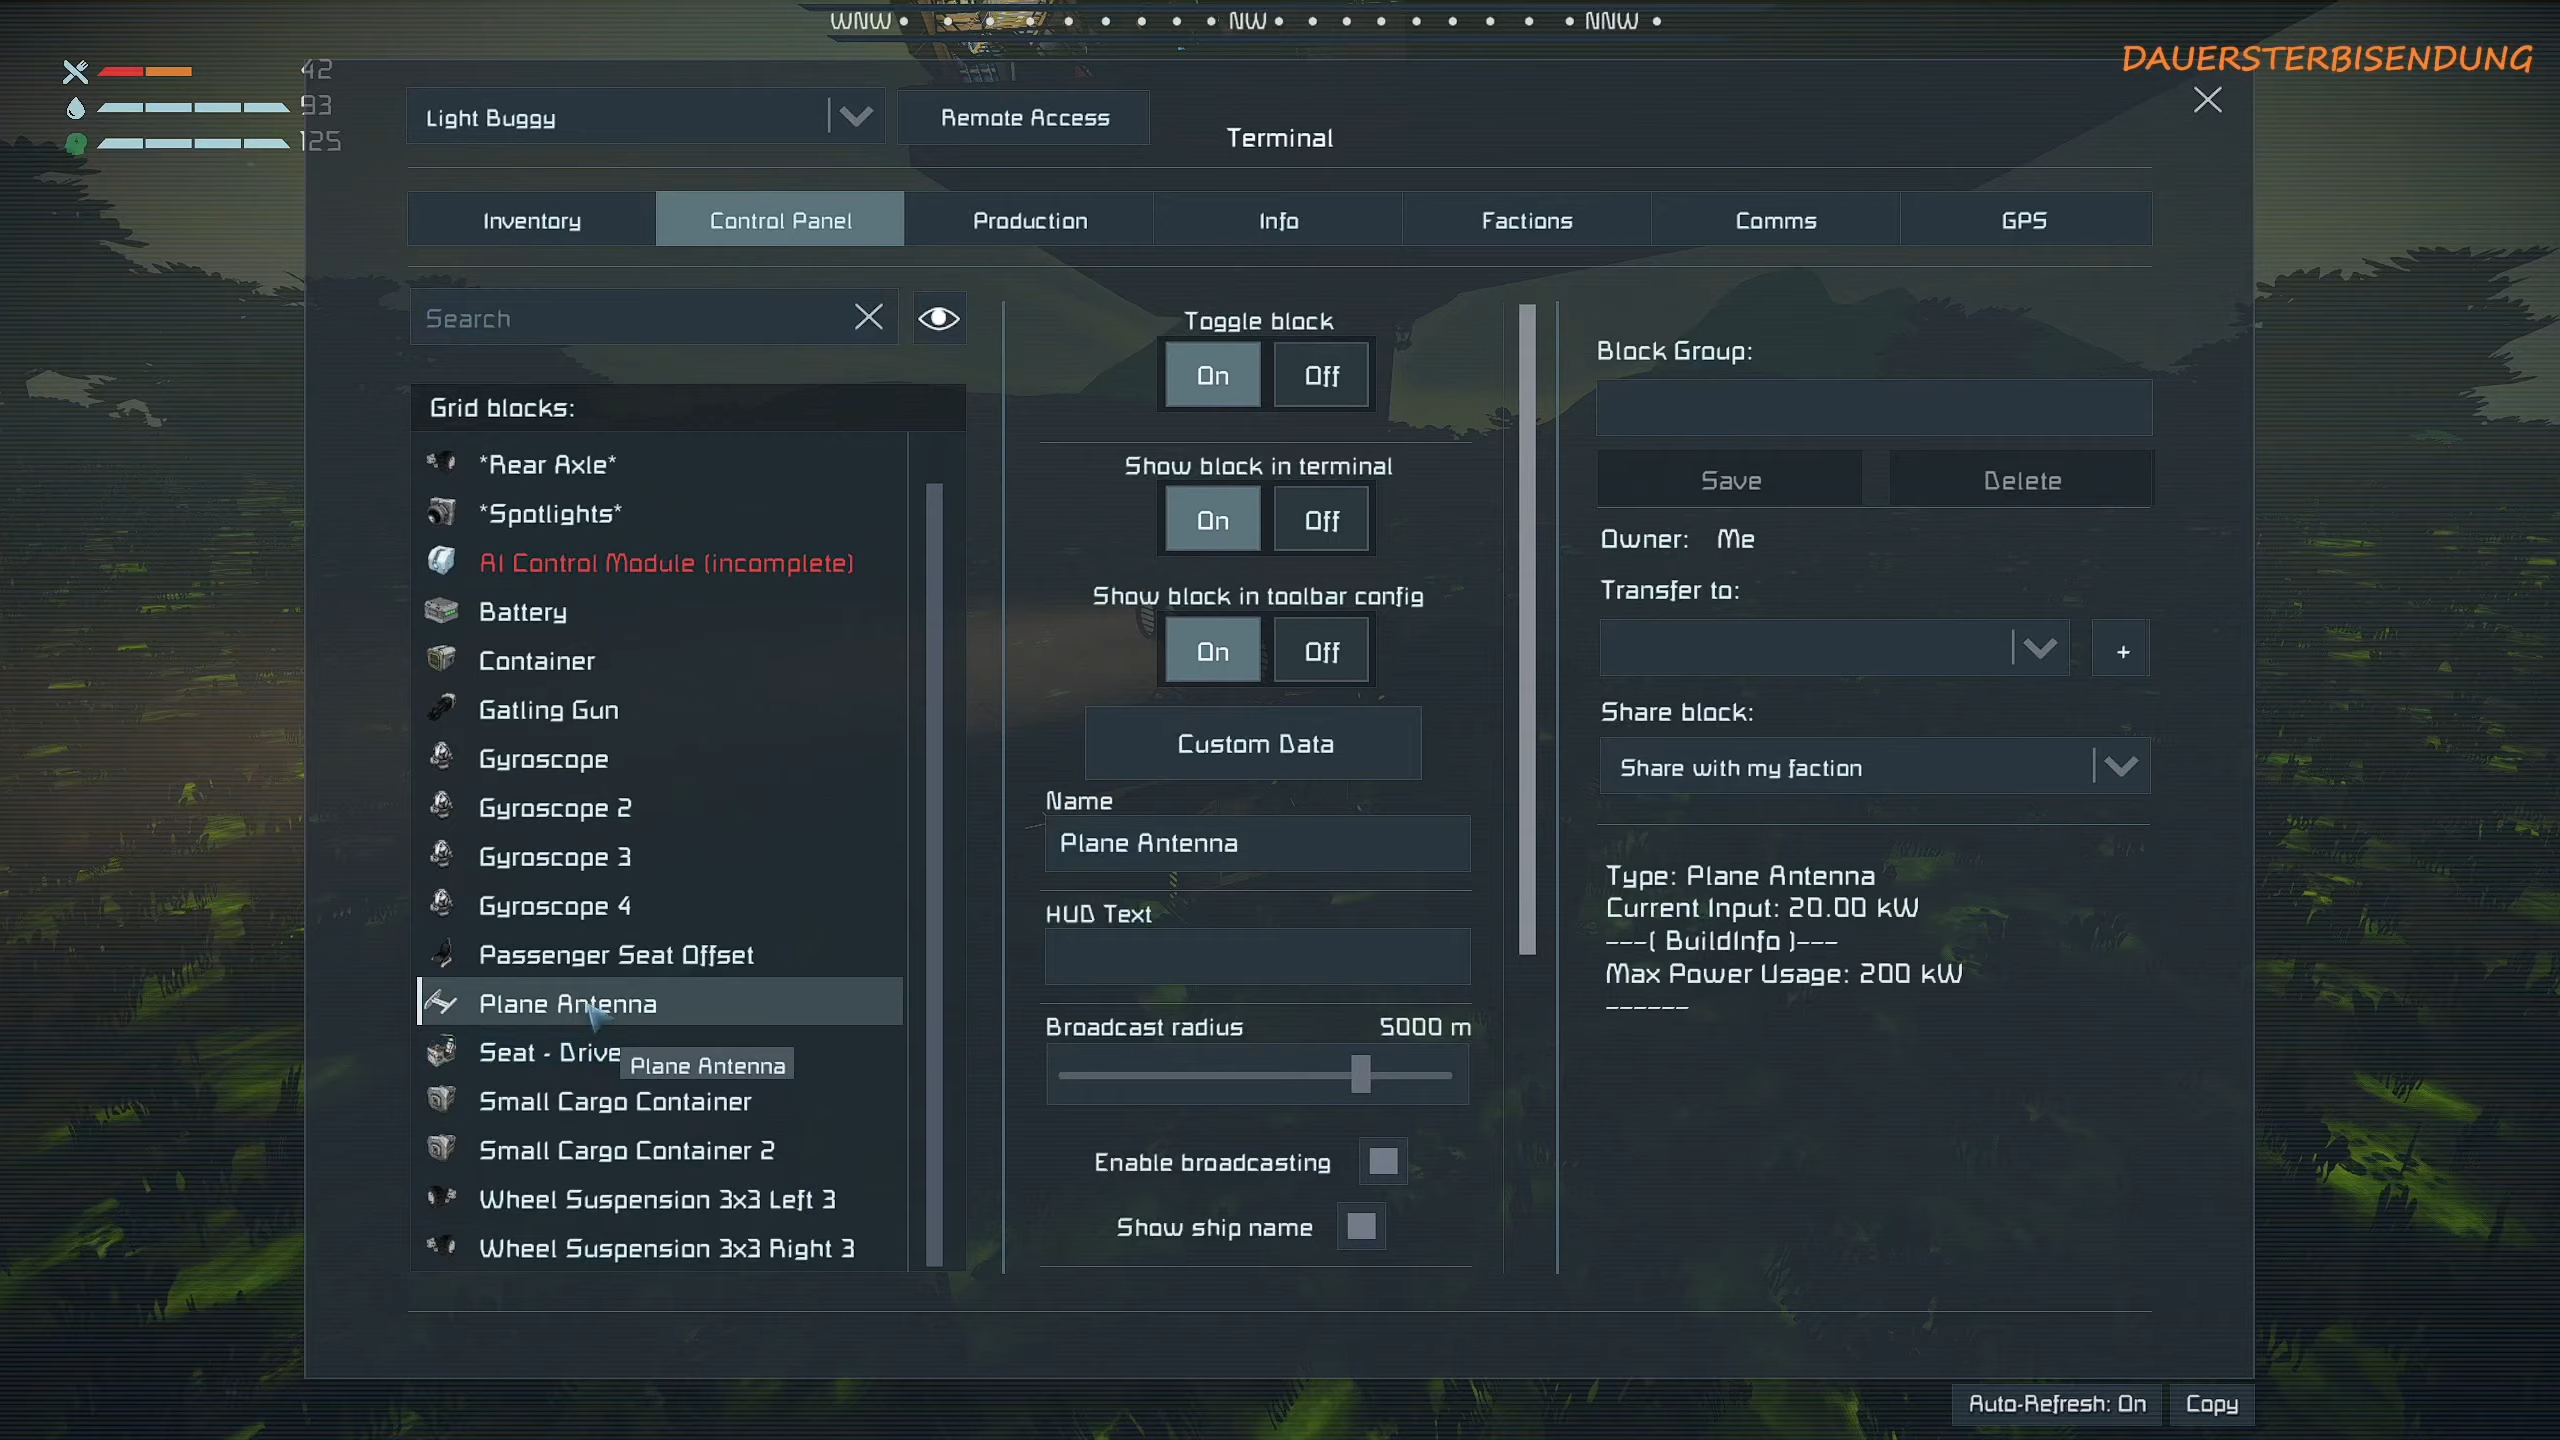 WNW NW NNW
DAUERSTERBISENDUNG
42
93
125
Light Buggy
Remote Access
Terminal
Inventory
Control Panel
Production
Info
Factions
Comms
GPS
Search
Grid blocks:
*Rear Axle*
*Spotlights*
AI Control Module (incomplete)
Battery
Container
Gatling Gun
Gyroscope
Gyroscope 2
Gyroscope 3
Gyroscope 4
Passenger Seat Offset
Plane Antenna
Seat - Drive
Plane Antenna
Small Cargo Container
Small Cargo Container 2
Wheel Suspension 3x3 Left 3
Wheel Suspension 3x3 Right 3
Toggle block
On Off
Show block in terminal
On Off
Show block in toolbar config
On Off
Custom Data
Name
Plane Antenna
HUD Text
Broadcast radius 5000 m
Enable broadcasting
Show ship name
Block Group:
Save Delete
Owner: Me
Transfer to:
+
Share block:
Share with my faction
Type: Plane Antenna
Current Input: 20.00 kW
---( BuildInfo )---
Max Power Usage: 200 kW
------
Auto-Refresh: On
Copy